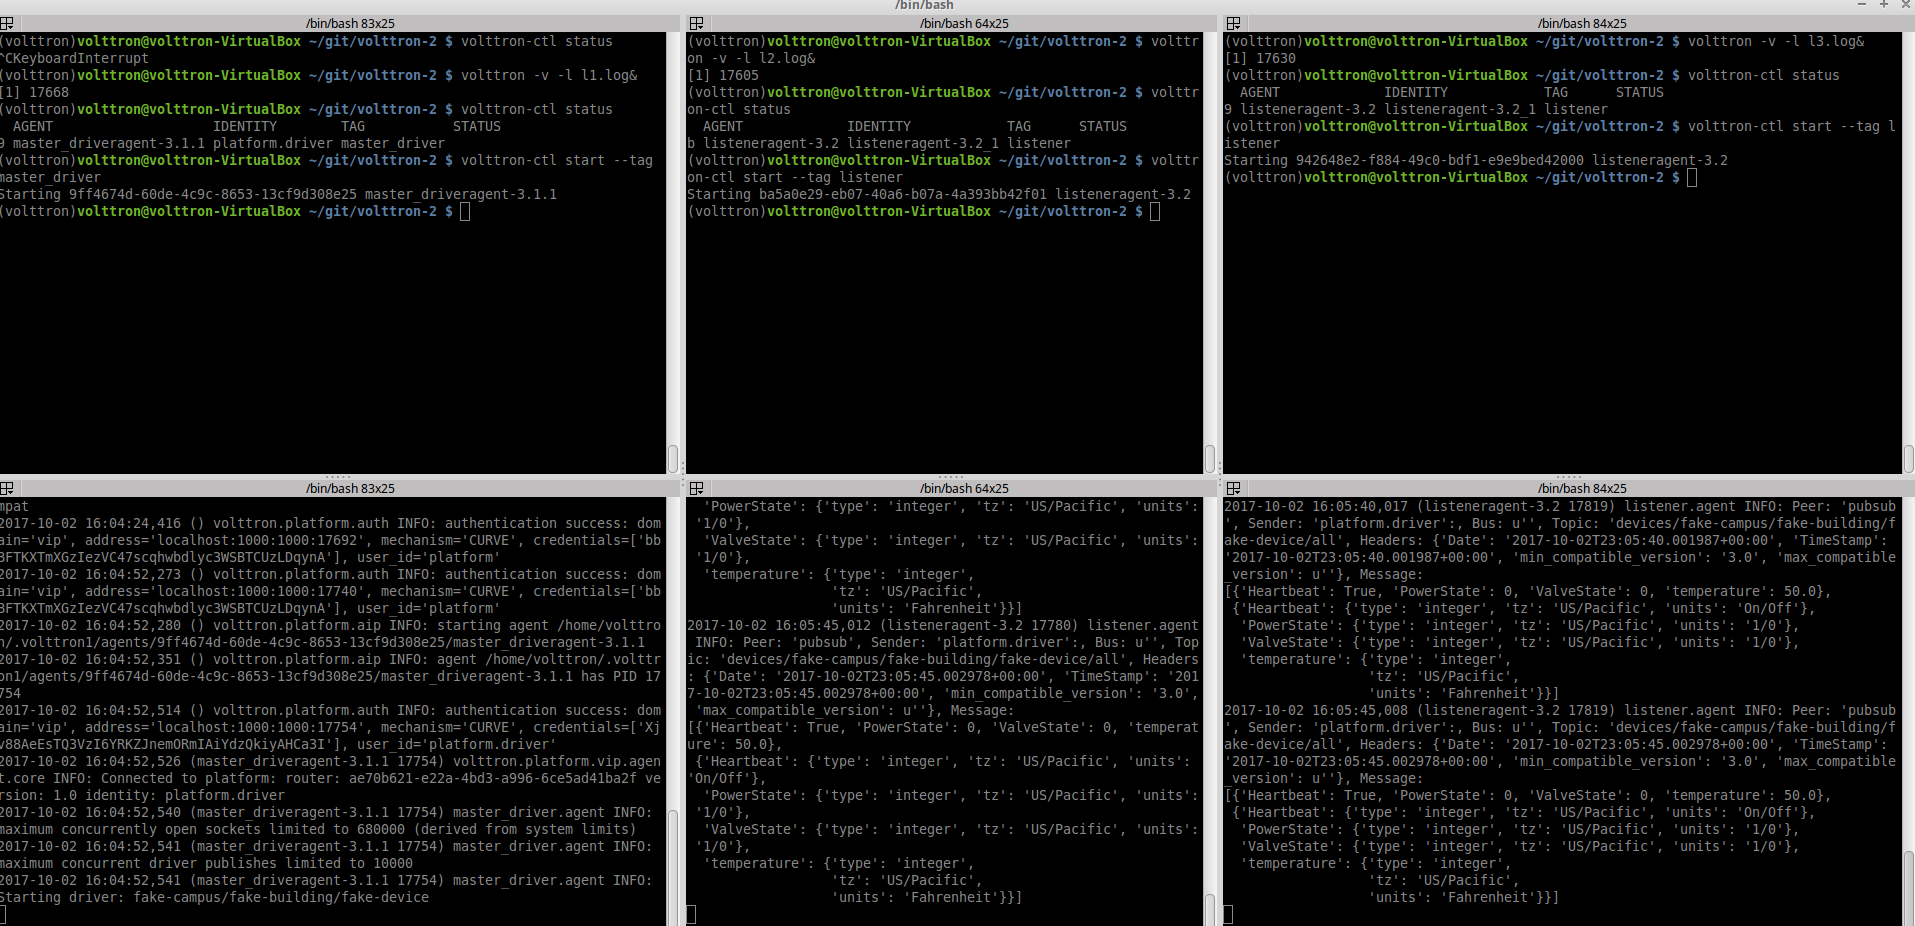 /bin/bash
/bin/bash 83x25
(volttron)volttron@volttron-VirtualBox ~/git/volttron-2 $ volttron-ctl status
^CKeyboardInterrupt
(volttron)volttron@volttron-VirtualBox ~/git/volttron-2 $ volttron -v -l l1.log&
[1] 17668
(volttron)volttron@volttron-VirtualBox ~/git/volttron-2 $ volttron-ctl status
AGENT IDENTITY TAG STATUS
9 master_driveragent-3.1.1 platform.driver master_driver
(volttron)volttron@volttron-VirtualBox ~/git/volttron-2 $ volttron-ctl start --tag
master_driver
Starting 9ff4674d-60de-4c9c-8653-13cf9d308e25 master_driveragent-3.1.1
(volttron)volttron@volttron-VirtualBox ~/git/volttron-2 $
/bin/bash 64x25
(volttron)volttron@volttron-VirtualBox ~/git/volttron-2 $ volttr
on -v -l l2.log&
[1] 17605
(volttron)volttron@volttron-VirtualBox ~/git/volttron-2 $ volttr
on-ctl status
AGENT IDENTITY TAG STATUS
b listeneragent-3.2 listeneragent-3.2_1 listener
(volttron)volttron@volttron-VirtualBox ~/git/volttron-2 $ volttr
on-ctl start --tag listener
Starting ba5a0e29-eb07-40a6-b07a-4a393bb42f01 listeneragent-3.2
(volttron)volttron@volttron-VirtualBox ~/git/volttron-2 $
/bin/bash 84x25
(volttron)volttron@volttron-VirtualBox ~/git/volttron-2 $ volttron -v -l l3.log&
[1] 17630
(volttron)volttron@volttron-VirtualBox ~/git/volttron-2 $ volttron-ctl status
AGENT IDENTITY TAG STATUS
9 listeneragent-3.2 listeneragent-3.2_1 listener
(volttron)volttron@volttron-VirtualBox ~/git/volttron-2 $ volttron-ctl start --tag l
istener
Starting 942648e2-f884-49c0-bdf1-e9e9bed42000 listeneragent-3.2
(volttron)volttron@volttron-VirtualBox ~/git/volttron-2 $
/bin/bash 83x25
mpat
2017-10-02 16:04:24,416 () volttron.platform.auth INFO: authentication success: dom
ain='vip', address='localhost:1000:1000:17692', mechanism='CURVE', credentials=['bb
3FTKXTmXGzIezVC47scqhwbdlyc3WSBTCUzLDqynA'], user_id='platform'
2017-10-02 16:04:52,273 () volttron.platform.auth INFO: authentication success: dom
ain='vip', address='localhost:1000:1000:17740', mechanism='CURVE', credentials=['bb
3FTKXTmXGzIezVC47scqhwbdlyc3WSBTCUzLDqynA'], user_id='platform'
2017-10-02 16:04:52,280 () volttron.platform.aip INFO: starting agent /home/volttro
n/.volttron1/agents/9ff4674d-60de-4c9c-8653-13cf9d308e25/master_driveragent-3.1.1
2017-10-02 16:04:52,351 () volttron.platform.aip INFO: agent /home/volttron/.volttr
on1/agents/9ff4674d-60de-4c9c-8653-13cf9d308e25/master_driveragent-3.1.1 has PID 17
754
2017-10-02 16:04:52,514 () volttron.platform.auth INFO: authentication success: dom
ain='vip', address='localhost:1000:1000:17754', mechanism='CURVE', credentials=['Xj
v88AeEsTQ3VzI6YRKZJnemORmIAiYdzQkiyAHCa3I'], user_id='platform.driver'
2017-10-02 16:04:52,526 (master_driveragent-3.1.1 17754) volttron.platform.vip.agen
t.core INFO: Connected to platform: router: ae70b621-e22a-4bd3-a996-6ce5ad41ba2f ve
rsion: 1.0 identity: platform.driver
2017-10-02 16:04:52,540 (master_driveragent-3.1.1 17754) master_driver.agent INFO:
maximum concurrently open sockets limited to 680000 (derived from system limits)
2017-10-02 16:04:52,541 (master_driveragent-3.1.1 17754) master_driver.agent INFO:
maximum concurrent driver publishes limited to 10000
2017-10-02 16:04:52,541 (master_driveragent-3.1.1 17754) master_driver.agent INFO:
Starting driver: fake-campus/fake-building/fake-device
/bin/bash 64x25
'PowerState': {'type': 'integer', 'tz': 'US/Pacific', 'units':
'1/0'},
'ValveState': {'type': 'integer', 'tz': 'US/Pacific', 'units':
'1/0'},
'temperature': {'type': 'integer',
'tz': 'US/Pacific',
'units': 'Fahrenheit'}}]
2017-10-02 16:05:45,012 (listeneragent-3.2 17780) listener.agent
INFO: Peer: 'pubsub', Sender: 'platform.driver':, Bus: u'', Top
ic: 'devices/fake-campus/fake-building/fake-device/all', Headers
: {'Date': '2017-10-02T23:05:45.002978+00:00', 'TimeStamp': '201
7-10-02T23:05:45.002978+00:00', 'min_compatible_version': '3.0',
'max_compatible_version': u''}, Message:
[{'Heartbeat': True, 'PowerState': 0, 'ValveState': 0, 'temperat
ure': 50.0},
{'Heartbeat': {'type': 'integer', 'tz': 'US/Pacific', 'units':
'On/Off'},
'PowerState': {'type': 'integer', 'tz': 'US/Pacific', 'units':
'1/0'},
'ValveState': {'type': 'integer', 'tz': 'US/Pacific', 'units':
'1/0'},
'temperature': {'type': 'integer',
'tz': 'US/Pacific',
'units': 'Fahrenheit'}}]
/bin/bash 84x25
2017-10-02 16:05:40,017 (listeneragent-3.2 17819) listener.agent INFO: Peer: 'pubsub
', Sender: 'platform.driver':, Bus: u'', Topic: 'devices/fake-campus/fake-building/f
ake-device/all', Headers: {'Date': '2017-10-02T23:05:40.001987+00:00', 'TimeStamp':
'2017-10-02T23:05:40.001987+00:00', 'min_compatible_version': '3.0', 'max_compatible
_version': u''}, Message:
[{'Heartbeat': True, 'PowerState': 0, 'ValveState': 0, 'temperature': 50.0},
{'Heartbeat': {'type': 'integer', 'tz': 'US/Pacific', 'units': 'On/Off'},
'PowerState': {'type': 'integer', 'tz': 'US/Pacific', 'units': '1/0'},
'ValveState': {'type': 'integer', 'tz': 'US/Pacific', 'units': '1/0'},
'temperature': {'type': 'integer',
'tz': 'US/Pacific',
'units': 'Fahrenheit'}}]
2017-10-02 16:05:45,008 (listeneragent-3.2 17819) listener.agent INFO: Peer: 'pubsub
', Sender: 'platform.driver':, Bus: u'', Topic: 'devices/fake-campus/fake-building/f
ake-device/all', Headers: {'Date': '2017-10-02T23:05:45.002978+00:00', 'TimeStamp':
'2017-10-02T23:05:45.002978+00:00', 'min_compatible_version': '3.0', 'max_compatible
_version': u''}, Message:
[{'Heartbeat': True, 'PowerState': 0, 'ValveState': 0, 'temperature': 50.0},
{'Heartbeat': {'type': 'integer', 'tz': 'US/Pacific', 'units': 'On/Off'},
'PowerState': {'type': 'integer', 'tz': 'US/Pacific', 'units': '1/0'},
'ValveState': {'type': 'integer', 'tz': 'US/Pacific', 'units': '1/0'},
'temperature': {'type': 'integer',
'tz': 'US/Pacific',
'units': 'Fahrenheit'}}]